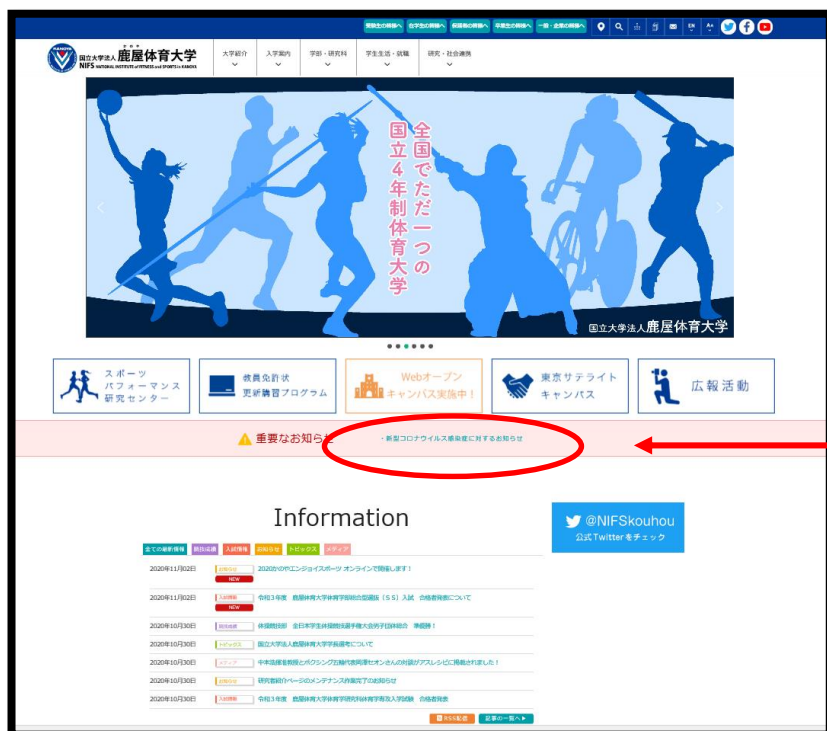 受験生の皆様へ 在学生の皆様へ 保護者の皆様へ 卒業生の皆様へ 一般・企業の皆様へ
EN
国立大学法人 鹿屋体育大学
NIFS NATIONAL INSTITUTE of FITNESS and SPORTS in KANOYA
大学紹介 入学案内 学部・研究科 学生生活・就職 研究・社会連携
全国でただ一つの
国立4年制体育大学
国立大学法人鹿屋体育大学
スポーツ
パフォーマンス
研究センター
教員免許状
更新講習プログラム
Webオープン
キャンパス実施中！
東京サテライト
キャンパス
広報活動
重要なお知らせ
・新型コロナウイルス感染症に対するお知らせ
Information
@NIFSkouhou
公式Twitterをチェック
全ての最新情報 競技成績 入試情報 お知らせ トピックス メディア
2020年11月02日 お知らせ 2020かのやエンジョイスポーツ オンラインで開催します！
NEW
2020年11月02日 入試情報 令和3年度 鹿屋体育大学体育学部総合型選抜（SS）入試 合格者発表について
NEW
2020年10月30日 競技成績 体操競技部 全日本学生体操競技選手権大会男子団体総合 準優勝！
2020年10月30日 トピックス 国立大学法人鹿屋体育大学学長選考について
2020年10月30日 メディア
2020年10月30日 お知らせ 研究者紹介ページのメンテナンス作業完了のお知らせ
2020年10月30日 入試情報 令和3年度 鹿屋体育大学体育学研究科体育学専攻入学試験 合格者発表
RSS配信 記事の一覧へ